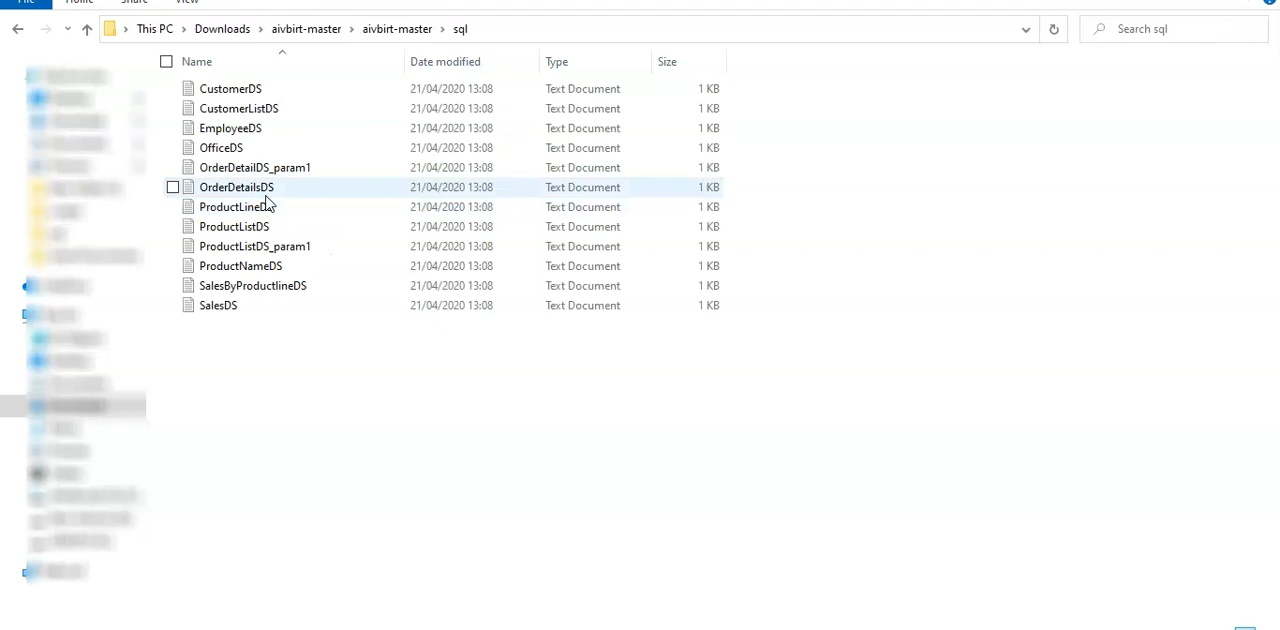 File Home Share View
This PC > Downloads > aivbirt-master > aivbirt-master > sql
Search sql
Name Date modified Type Size
CustomerDS 21/04/2020 13:08 Text Document 1 KB
CustomerListDS 21/04/2020 13:08 Text Document 1 KB
EmployeeDS 21/04/2020 13:08 Text Document 1 KB
OfficeDS 21/04/2020 13:08 Text Document 1 KB
OrderDetailDS_param1 21/04/2020 13:08 Text Document 1 KB
OrderDetailsDS 21/04/2020 13:08 Text Document 1 KB
ProductLineDS 21/04/2020 13:08 Text Document 1 KB
ProductListDS 21/04/2020 13:08 Text Document 1 KB
ProductListDS_param1 21/04/2020 13:08 Text Document 1 KB
ProductNameDS 21/04/2020 13:08 Text Document 1 KB
SalesByProductlineDS 21/04/2020 13:08 Text Document 1 KB
SalesDS 21/04/2020 13:08 Text Document 1 KB